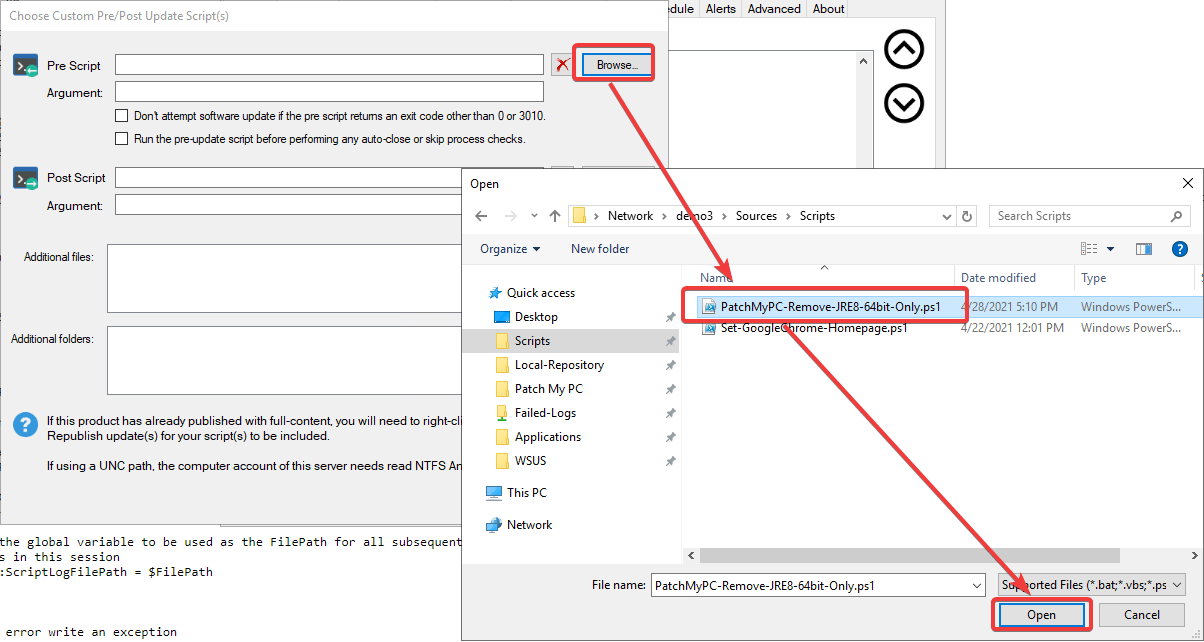 Choose Custom Pre/Post Update Script(s)
edule Alerts Advanced About
Pre Script
Browse...
Argument:
Don't attempt software update if the pre script returns an exit code other than 0 or 3010.
Run the pre-update script before performing any auto-close or skip process checks.
Post Script
Argument:
Additional files:
Additional folders:
If this product has already published with full-content, you will need to right-cli
Republish update(s) for your script(s) to be included.
If using a UNC path, the computer account of this server needs read NTFS An
the global variable to be used as the FilePath for all subsequent
s in this session
:ScriptLogFilePath = $FilePath
error write an exception
Open
Network > demo3 > Sources > Scripts
Search Scripts
Organize
New folder
Name
Date modified
Type
Quick access
Desktop
Scripts
Local-Repository
Patch My PC
Failed-Logs
Applications
WSUS
This PC
Network
PatchMyPC-Remove-JRE8-64bit-Only.ps1 4/28/2021 5:10 PM Windows PowerS...
Set-GoogleChrome-Homepage.ps1 4/22/2021 12:01 PM Windows PowerS...
File name: PatchMyPC-Remove-JRE8-64bit-Only.ps1
Supported Files (*.bat;*.vbs;*.ps
Open
Cancel